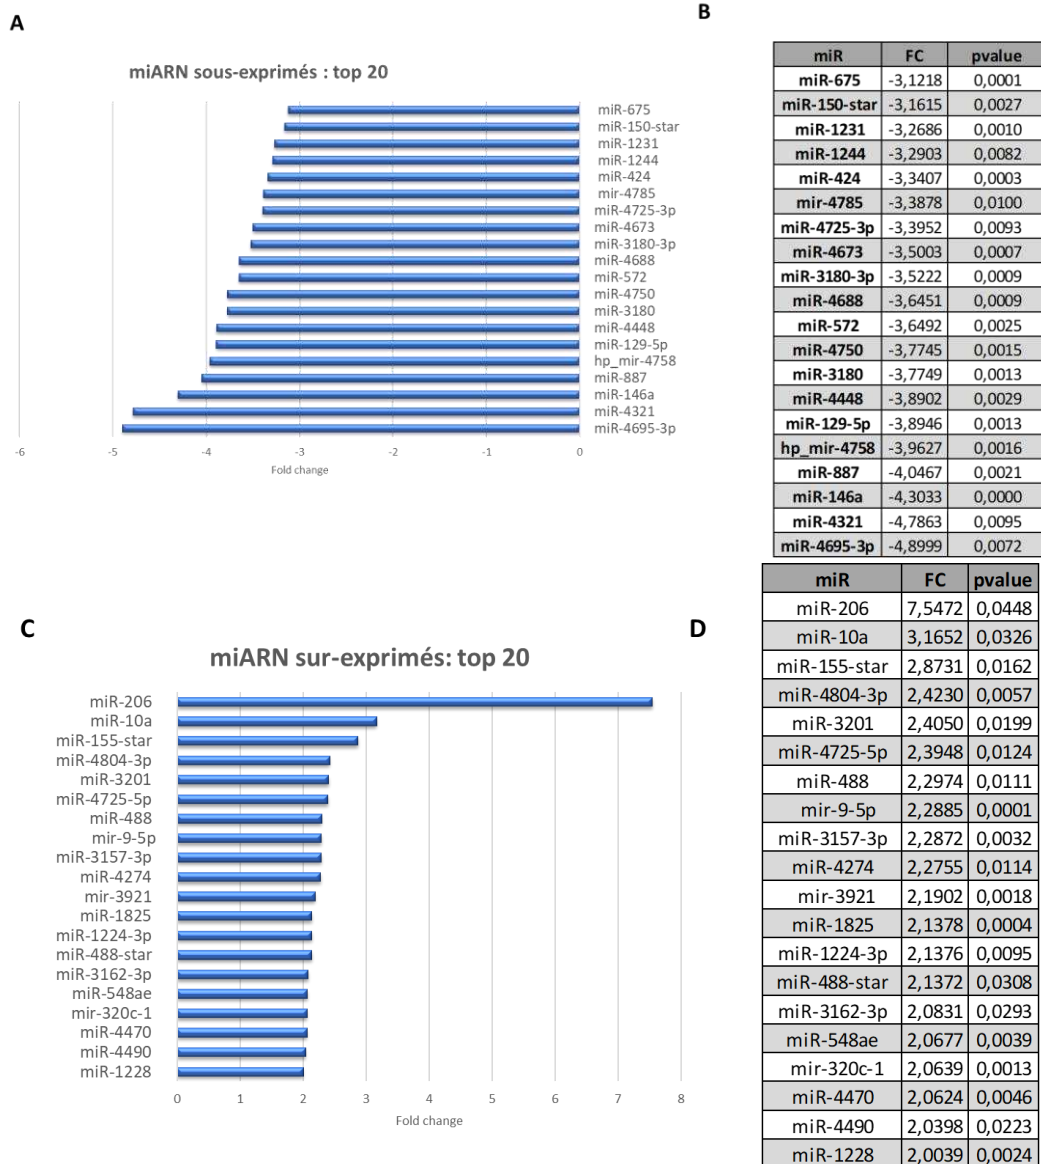 A
miARN sous-exprimés : top 20
miR-675
miR-150-star
miR-1231
miR-1244
miR-424
mir-4785
miR-4725-3p
miR-4673
miR-3180-3p
miR-4688
miR-572
miR-4750
miR-3180
miR-4448
miR-129-5p
hp_mir-4758
miR-887
miR-146a
miR-4321
miR-4695-3p
-6 -5 -4 -3 -2 -1 0
Fold change
B
miR FC pvalue
miR-675 -3,1218 0,0001
miR-150-star -3,1615 0,0027
miR-1231 -3,2686 0,0010
miR-1244 -3,2903 0,0082
miR-424 -3,3407 0,0003
mir-4785 -3,3878 0,0100
miR-4725-3p -3,3952 0,0093
miR-4673 -3,5003 0,0007
miR-3180-3p -3,5222 0,0009
miR-4688 -3,6451 0,0009
miR-572 -3,6492 0,0025
miR-4750 -3,7745 0,0015
miR-3180 -3,7749 0,0013
miR-4448 -3,8902 0,0029
miR-129-5p -3,8946 0,0013
hp_mir-4758 -3,9627 0,0016
miR-887 -4,0467 0,0021
miR-146a -4,3033 0,0000
miR-4321 -4,7863 0,0095
miR-4695-3p -4,8999 0,0072
C
miARN sur-exprimés: top 20
miR-206
miR-10a
miR-155-star
miR-4804-3p
miR-3201
miR-4725-5p
miR-488
mir-9-5p
miR-3157-3p
miR-4274
mir-3921
miR-1825
miR-1224-3p
miR-488-star
miR-3162-3p
miR-548ae
mir-320c-1
miR-4470
miR-4490
miR-1228
0 1 2 3 4 5 6 7 8
Fold change
D
miR FC pvalue
miR-206 7,5472 0,0448
miR-10a 3,1652 0,0326
miR-155-star 2,8731 0,0162
miR-4804-3p 2,4230 0,0057
miR-3201 2,4050 0,0199
miR-4725-5p 2,3948 0,0124
miR-488 2,2974 0,0111
mir-9-5p 2,2885 0,0001
miR-3157-3p 2,2872 0,0032
miR-4274 2,2755 0,0114
mir-3921 2,1902 0,0018
miR-1825 2,1378 0,0004
miR-1224-3p 2,1376 0,0095
miR-488-star 2,1372 0,0308
miR-3162-3p 2,0831 0,0293
miR-548ae 2,0677 0,0039
mir-320c-1 2,0639 0,0013
miR-4470 2,0624 0,0046
miR-4490 2,0398 0,0223
miR-1228 2,0039 0,0024